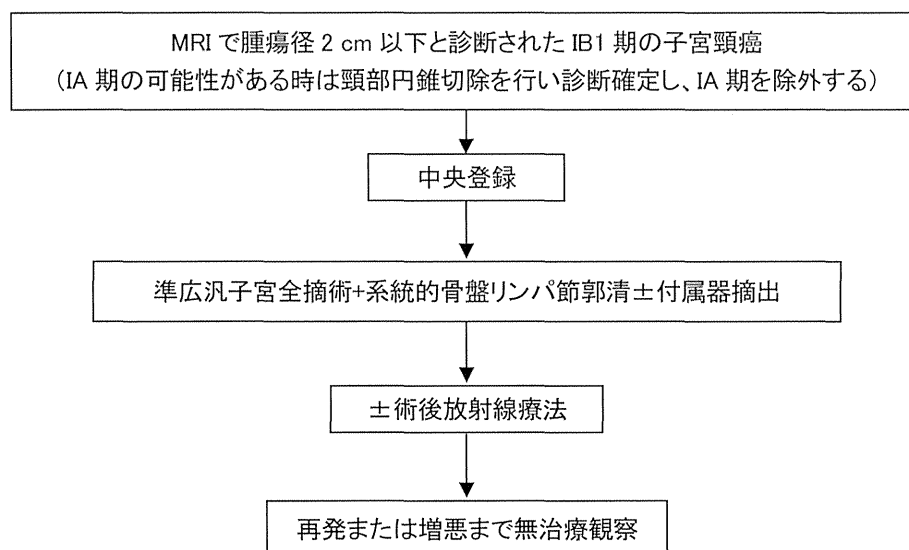 MRI で腫瘍径 2 cm 以下と診断された IB1 期の子宮頸癌
（IA 期の可能性がある時は頸部円錐切除を行い診断確定し、IA 期を除外する）
中央登録
準広汎子宮全摘術+系統的骨盤リンパ節郭清±付属器摘出
±術後放射線療法
再発または増悪まで無治療観察